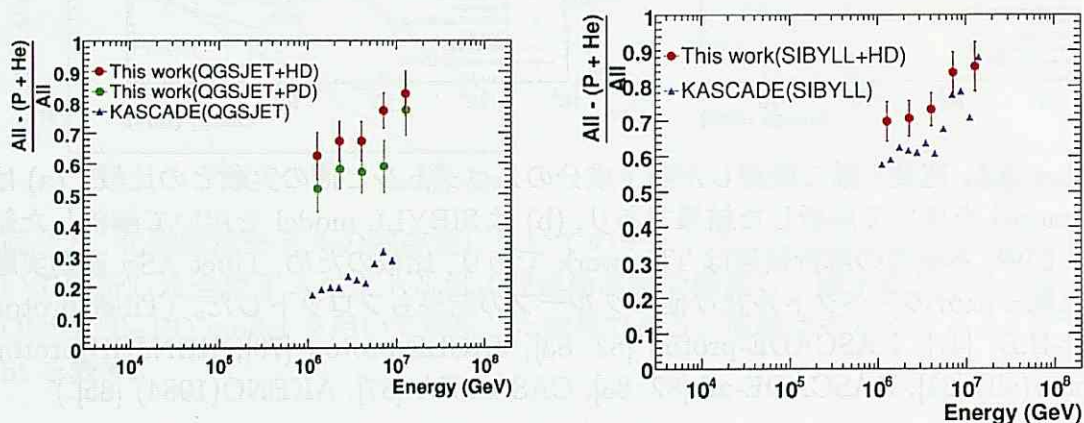 All - (P + He)
All
1
0.9
0.8
0.7
0.6
0.5
0.4
0.3
0.2
0.1
0
This work(QGSJET+HD)
This work(QGSJET+PD)
KASCADE(QGSJET)
10⁴
10⁵
10⁶
10⁷
10⁸
Energy (GeV)
All - (P + He)
All
1
0.9
0.8
0.7
0.6
0.5
0.4
0.3
0.2
0.1
0
This work(SIBYLL+HD)
KASCADE(SIBYLL)
10⁴
10⁵
10⁶
10⁷
10⁸
Energy (GeV)